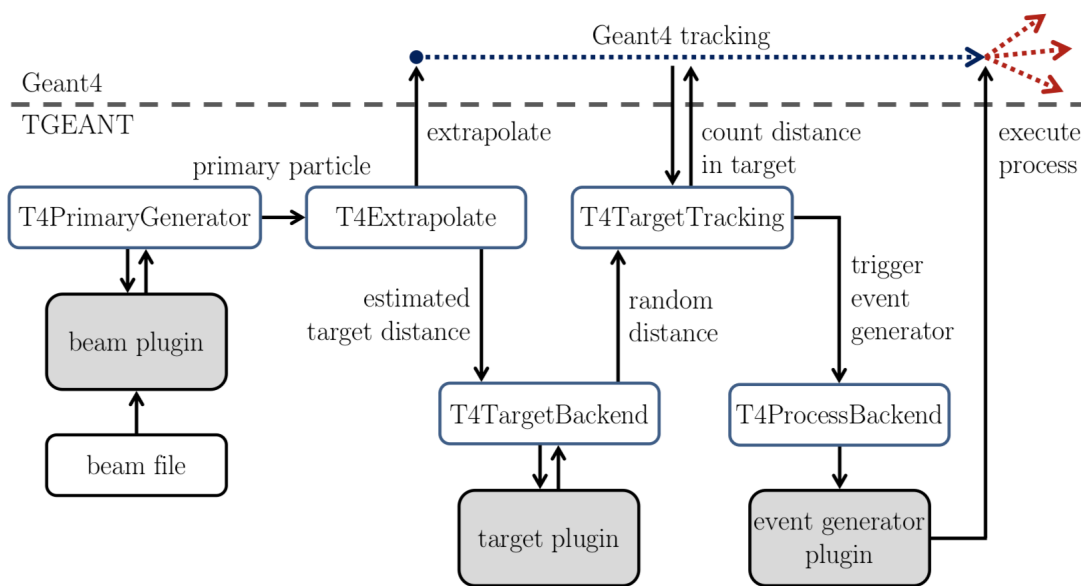 Geant4 tracking
Geant4
TGEANT
extrapolate
count distance
in target
execute
process
primary particle
T4PrimaryGenerator
T4Extrapolate
T4TargetTracking
estimated
target distance
random
distance
trigger
event
generator
beam plugin
T4TargetBackend
T4ProcessBackend
beam file
target plugin
event generator
plugin